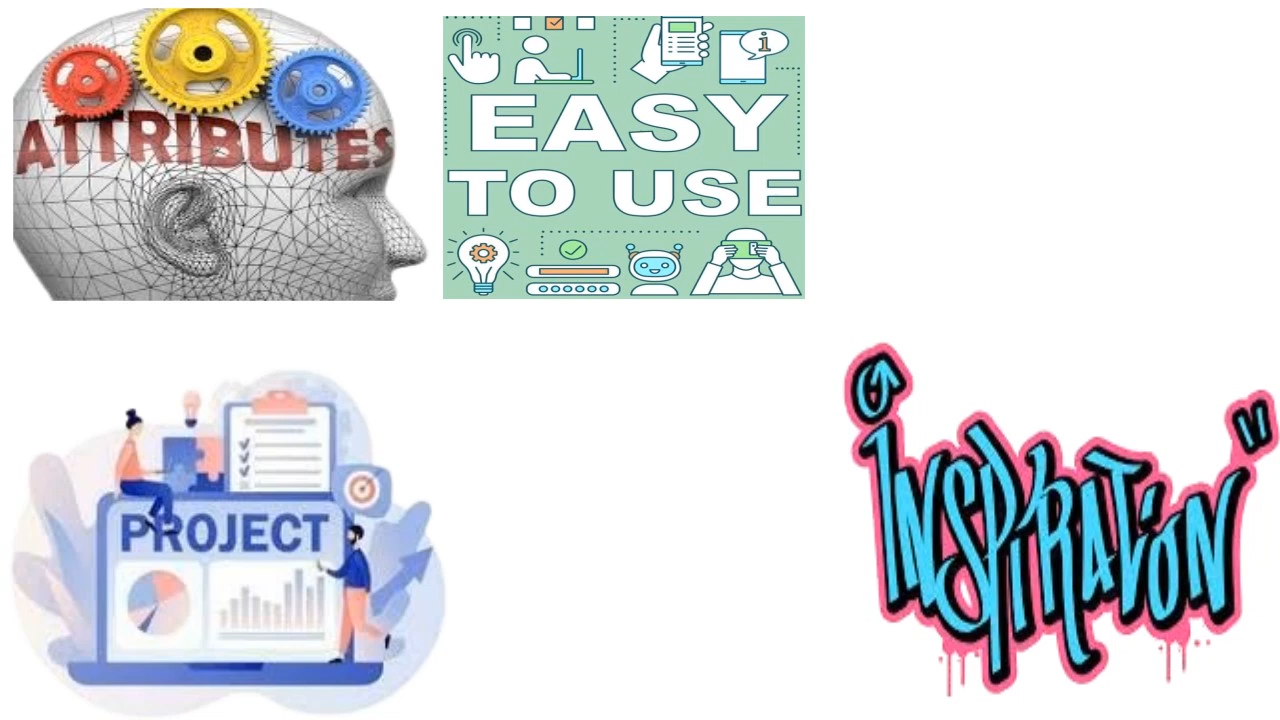 ATTRIBUTES
EASY
TO USE
i
PROJECT
INSPIRATION